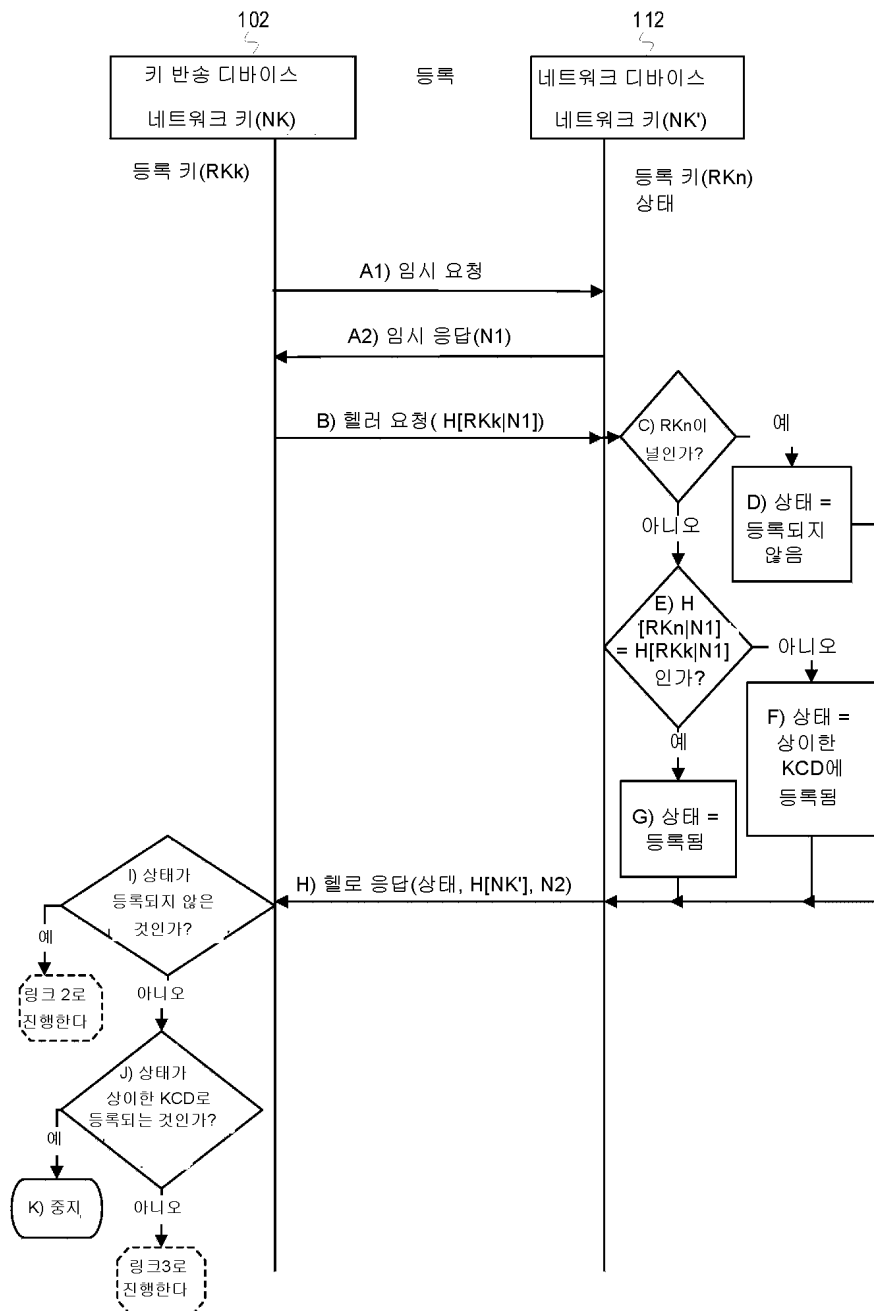 102
112
키 반송 디바이스
네트워크 키(NK)
등록
네트워크 디바이스
네트워크 키(NK')
등록 키(RKk)
등록 키(RKn)
상태
A1) 임시 요청
A2) 임시 응답(N1)
B) 헬러 요청( H[RKk|N1])
C) RKn이
널인가?
예
D) 상태 =
등록되지
않음
아니오
E) H
[RKn|N1]
= H[RKk|N1]
인가?
아니오
F) 상태 =
상이한
KCD에
등록됨
예
G) 상태 =
등록됨
H) 헬로 응답(상태, H[NK'], N2)
I) 상태가
등록되지 않은
것인가?
예
링크 2로
진행한다
아니오
J) 상태가
상이한 KCD로
등록되는 것인가?
예
K) 중지
아니오
링크3로
진행한다